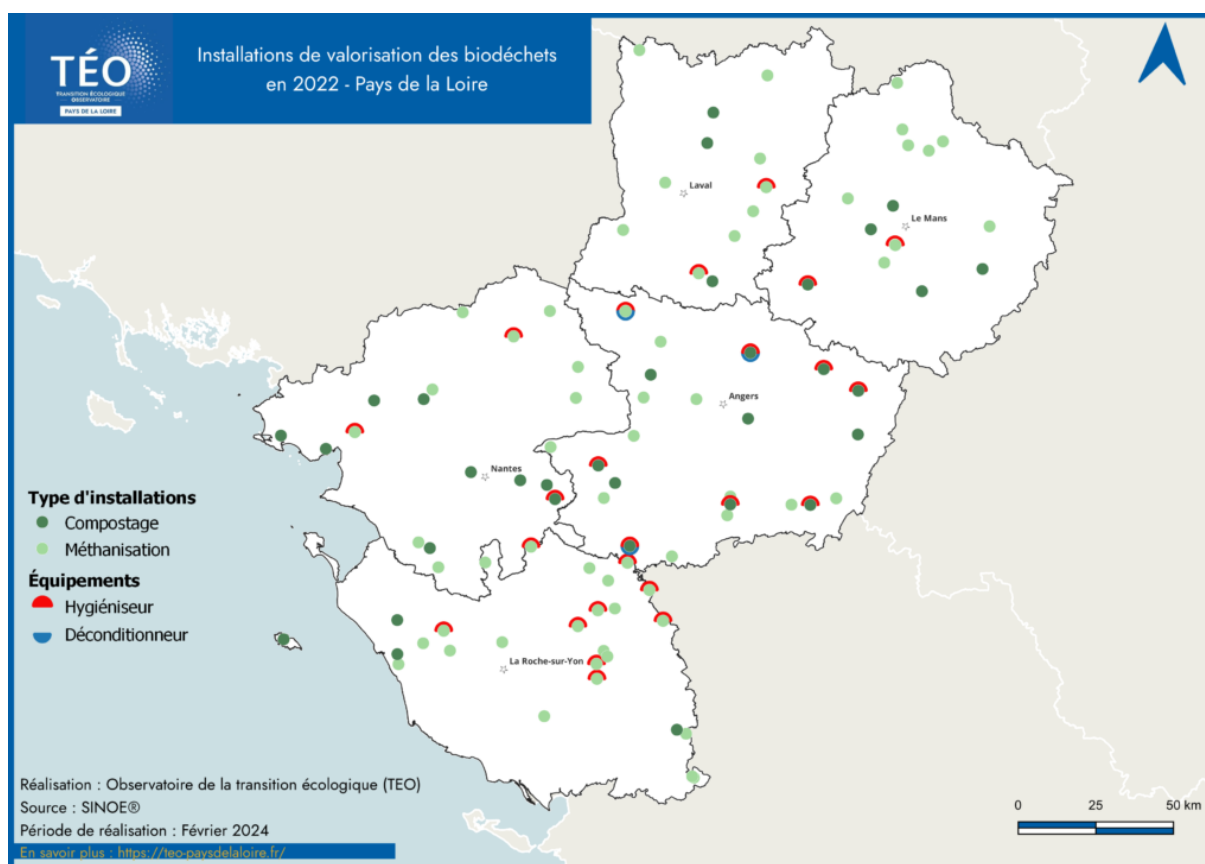 TÉO
TRANSITION ÉCOLOGIQUE
OBSERVATOIRE
PAYS DE LA LOIRE
Installations de valorisation des biodéchets
en 2022 - Pays de la Loire
Laval
Le Mans
Angers
Nantes
La Roche-sur-Yon
Type d'installations
Compostage
Méthanisation
Équipements
Hygiéniseur
Déconditionneur
Réalisation : Observatoire de la transition écologique (TEO)
Source : SINOE®
Période de réalisation : Février 2024
En savoir plus : https://teo-paysdelaloire.fr/
0 25 50 km